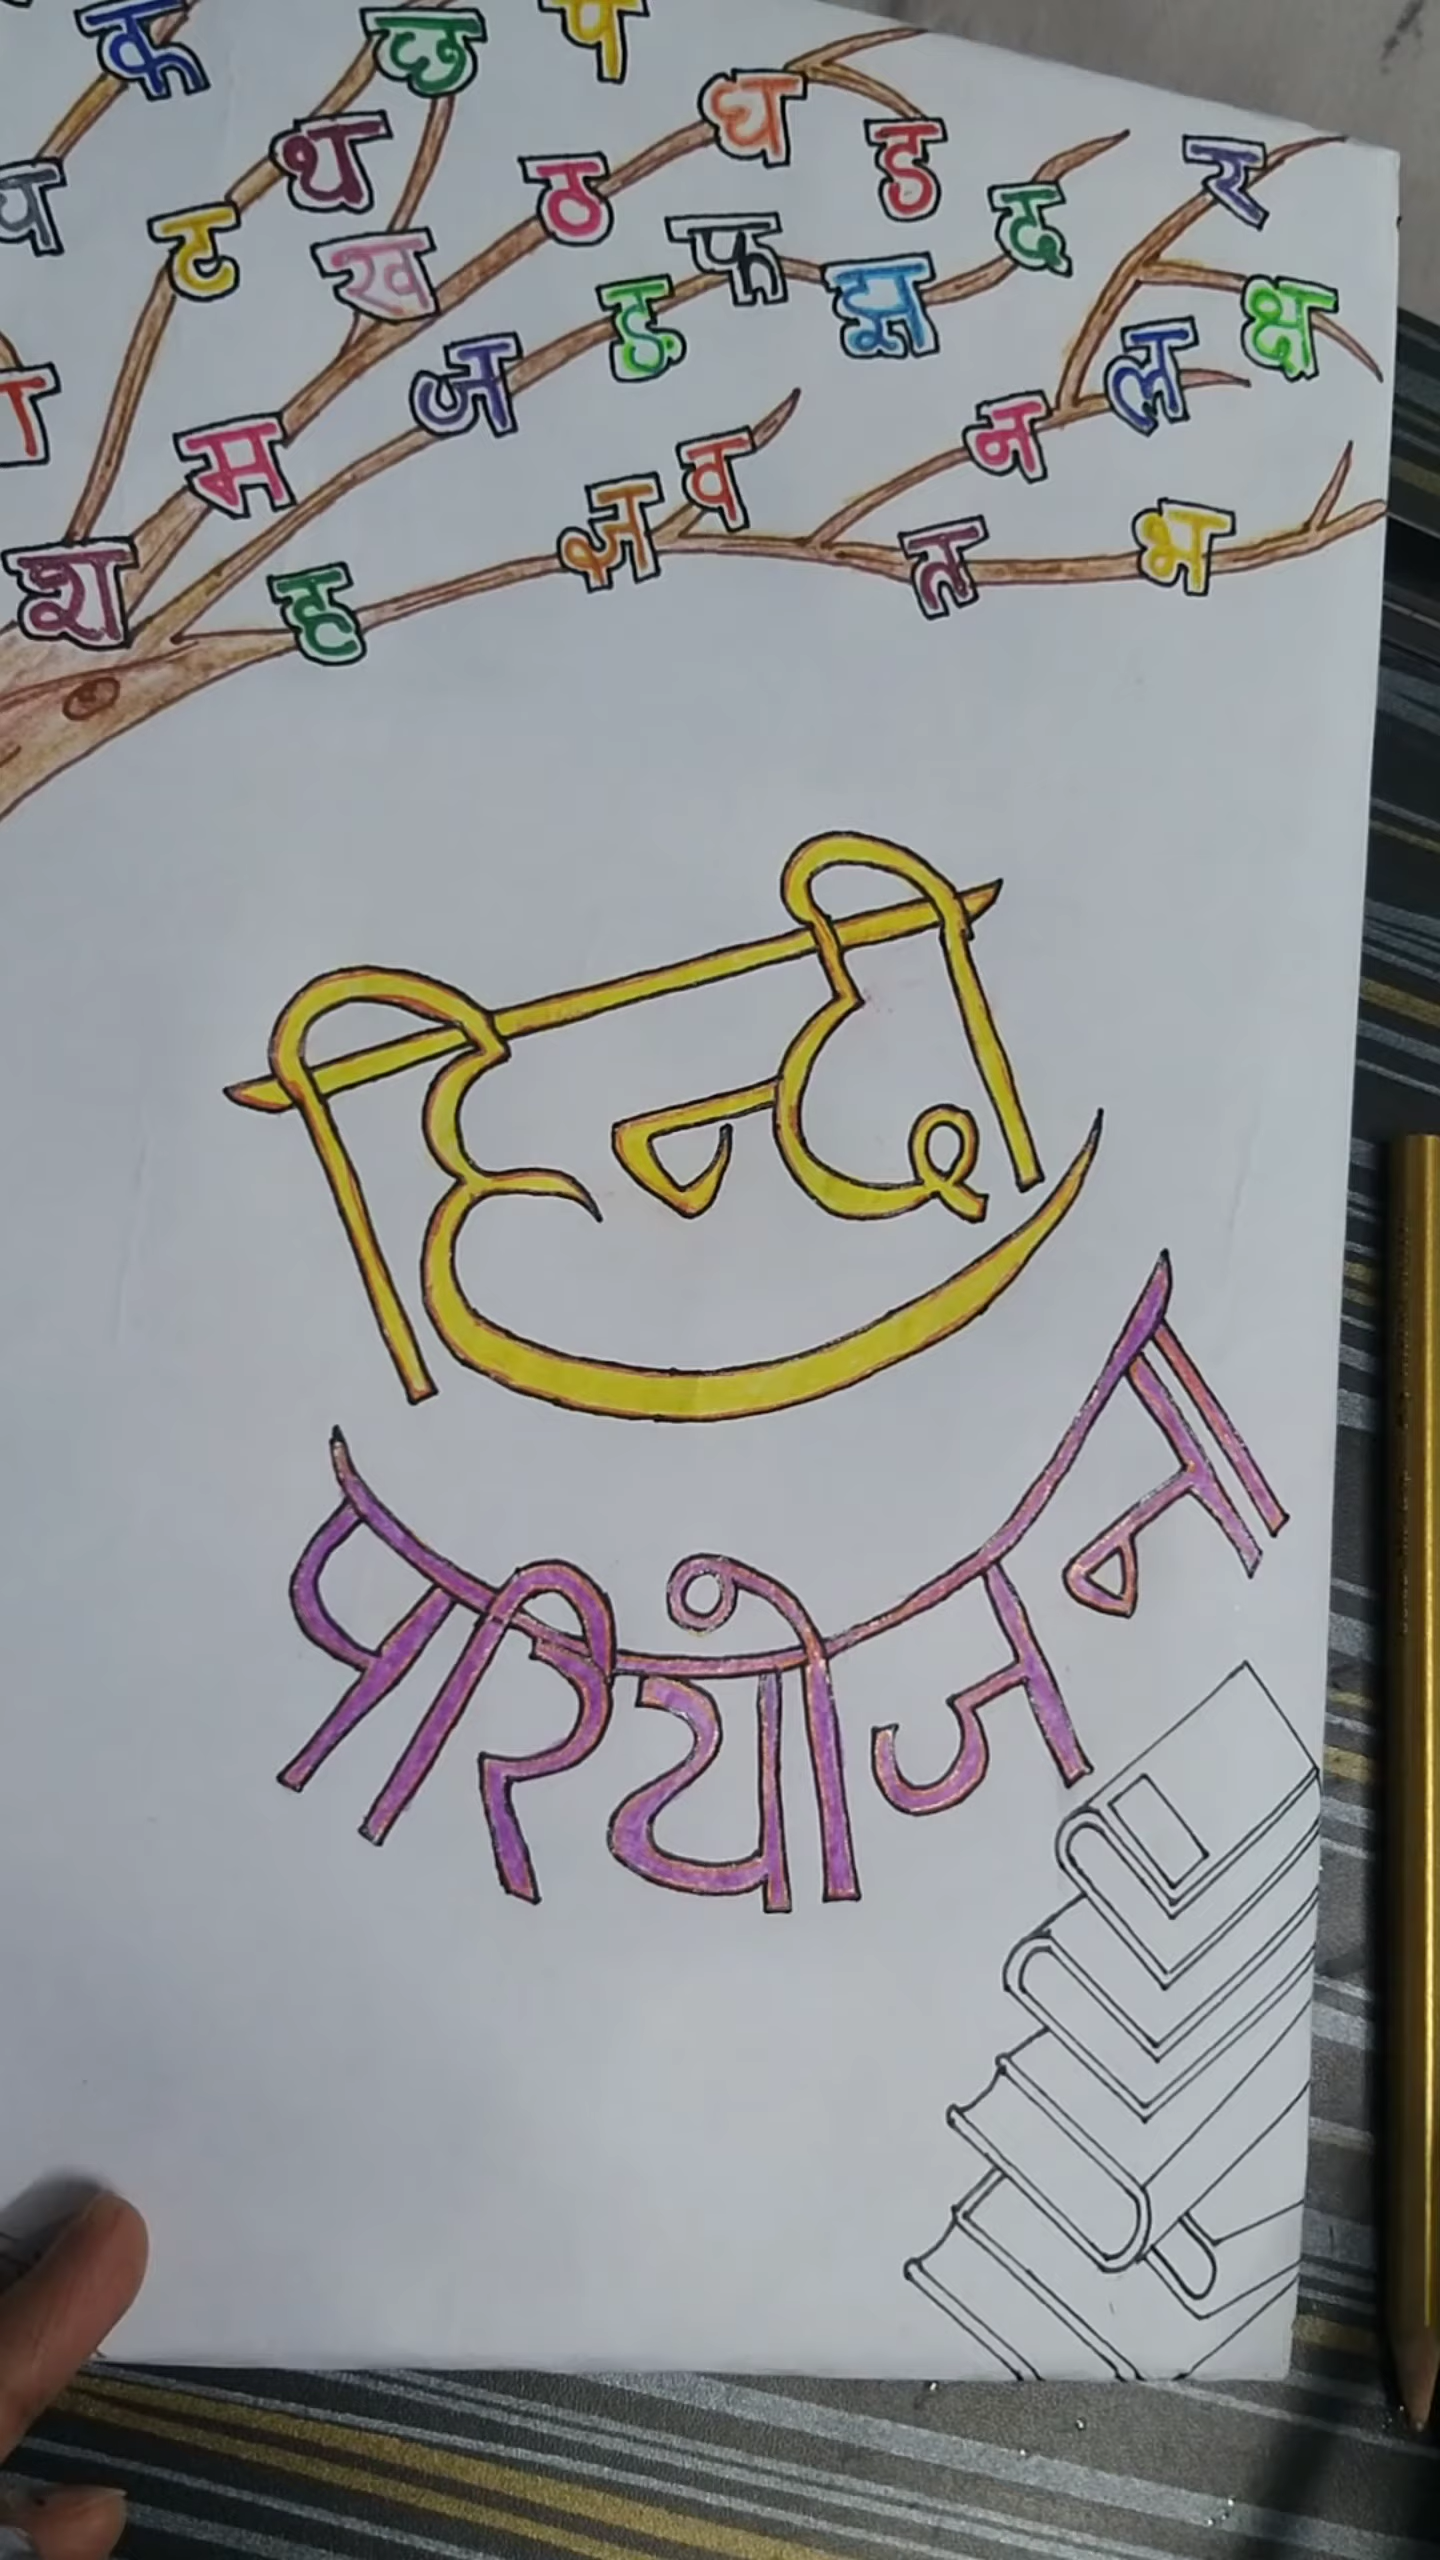 क छ प
थ ध ड र
ट ख ठ फ झ द क्ष
म ज ङ ल
व न
श ह त भ
हिन्दी
परियोजना